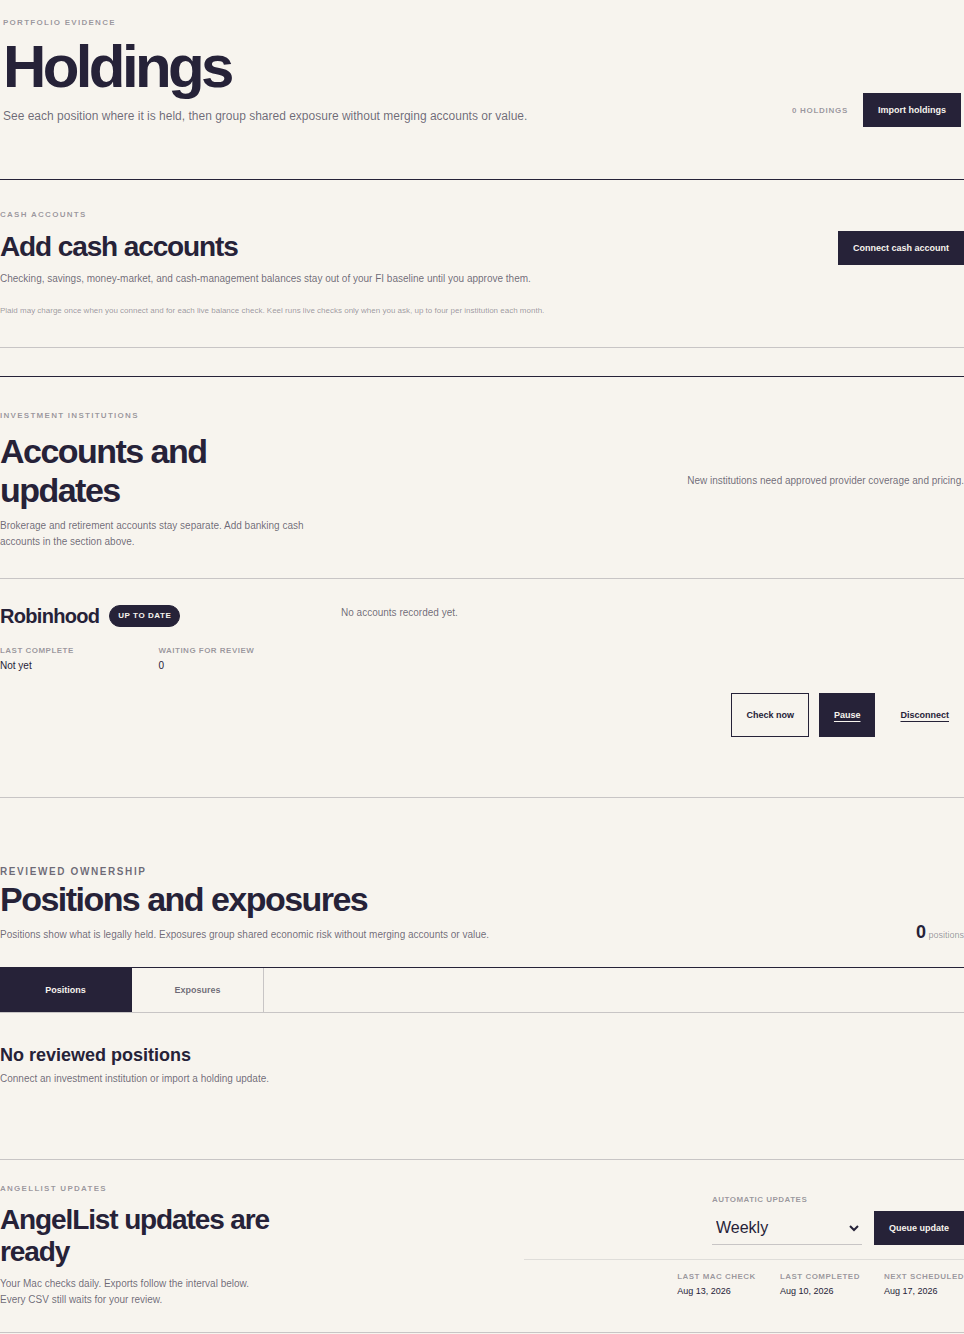 PORTFOLIO EVIDENCE
Holdings
See each position where it is held, then group shared exposure without merging accounts or value.
0 HOLDINGS
Import holdings
CASH ACCOUNTS
Add cash accounts
Connect cash account
Checking, savings, money-market, and cash-management balances stay out of your FI baseline until you approve them.
Plaid may charge once when you connect and for each live balance check. Keel runs live checks only when you ask, up to four per institution each month.
INVESTMENT INSTITUTIONS
Accounts and
updates
New institutions need approved provider coverage and pricing.
Brokerage and retirement accounts stay separate. Add banking cash
accounts in the section above.
Robinhood
UP TO DATE
No accounts recorded yet.
LAST COMPLETE
Not yet
WAITING FOR REVIEW
0
Check now
Pause
Disconnect
REVIEWED OWNERSHIP
Positions and exposures
Positions show what is legally held. Exposures group shared economic risk without merging accounts or value.
0 positions
Positions
Exposures
No reviewed positions
Connect an investment institution or import a holding update.
ANGELLIST UPDATES
AngelList updates are
ready
Your Mac checks daily. Exports follow the interval below.
Every CSV still waits for your review.
AUTOMATIC UPDATES
Weekly
Queue update
LAST MAC CHECK
Aug 13, 2026
LAST COMPLETED
Aug 10, 2026
NEXT SCHEDULED
Aug 17, 2026